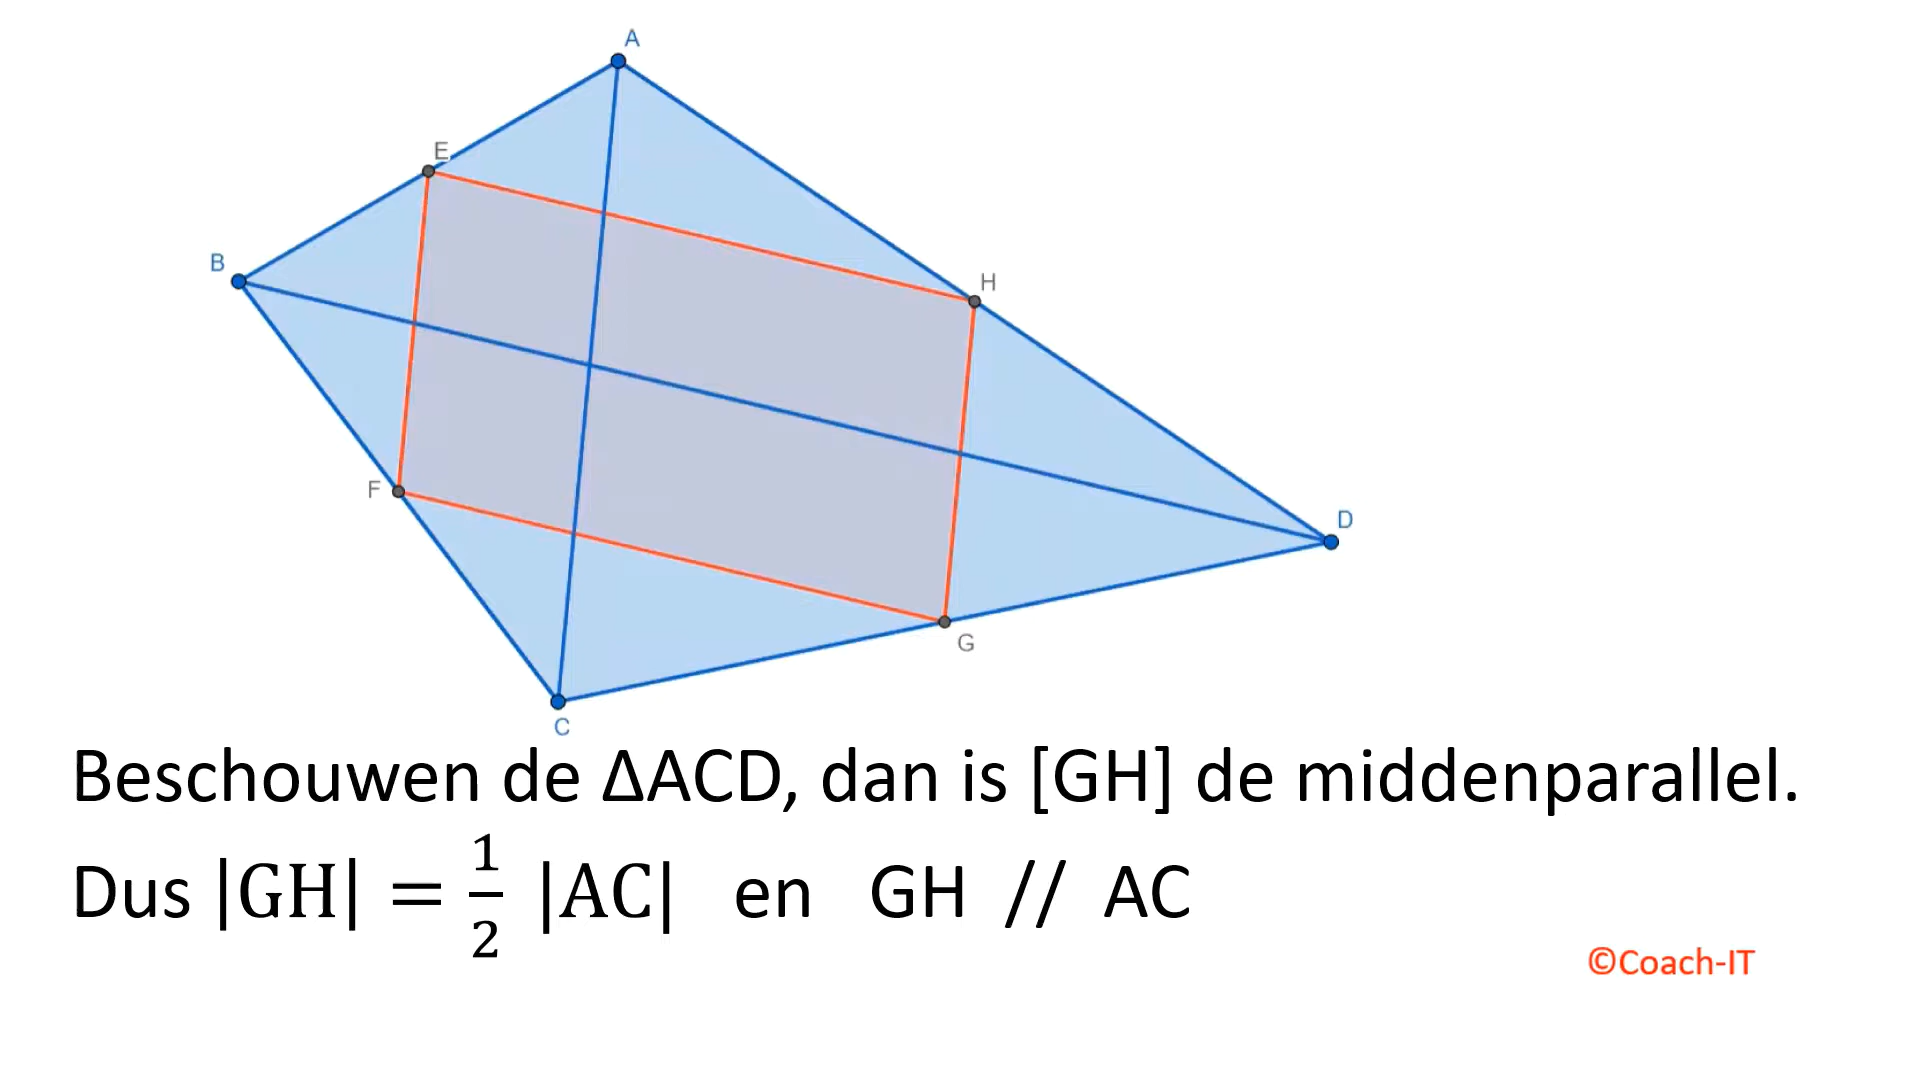 A
E
B
H
F
D
G
C
Beschouwen de ΔACD, dan is [GH] de middenparallel.
Dus |GH| = 1/2 |AC| en GH // AC
©Coach-IT